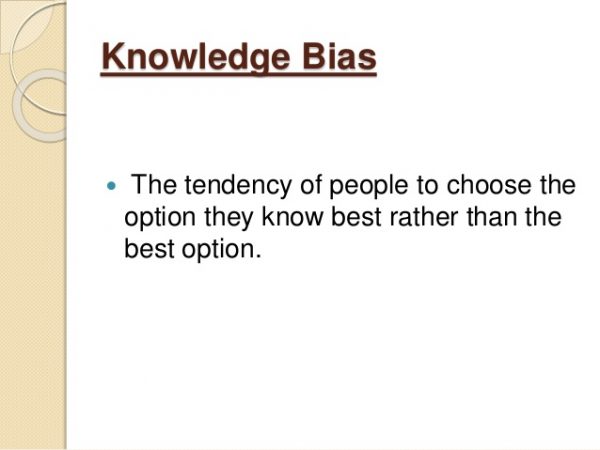 Knowledge Bias
• The tendency of people to choose the
option they know best rather than the
best option.